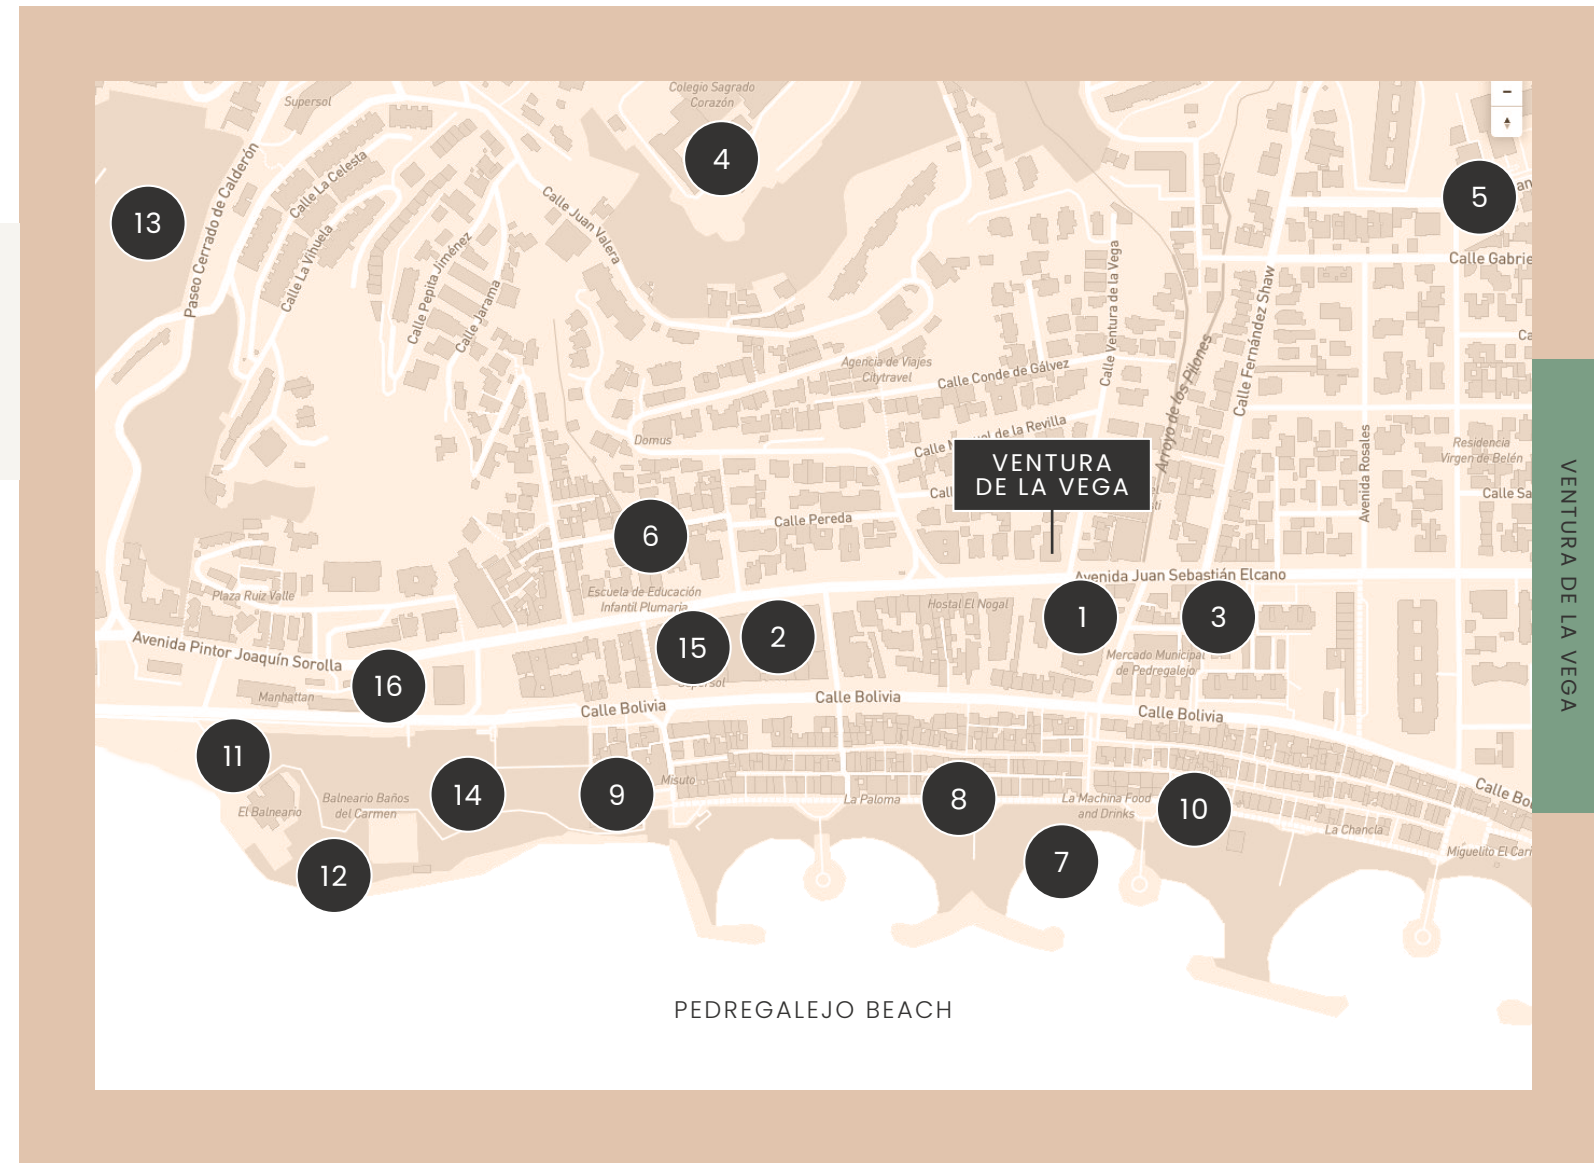 Colegio Sagrado
Corazón
Supersol
4
13
5
Paseo Cerrado de Calderón
Calle La Celesta
Calle La Vihuela
Calle Pepita Jiménez
Calle Jarama
Calle Juan Valera
Calle Gabrie
Calle Ventura de la Vega
Calle Fernández Shaw
Arroyo de los Pilones
Agencia de Viajes
Citytravel
Calle Conde de Gálvez
Domus
de la Revilla
Avenida Rosales
Residencia
Virgen de Belén
VENTURA
DE LA VEGA
Calle Sa
6
Calle Pereda
Avenida Juan Sebastián Elcano
Escuela de Educación
Infantil Plumaria
Plaza Ruiz Valle
Hostal El Nogal
1
3
15
2
Avenida Pintor Joaquín Sorolla
Mercado Municipal
de Pedregalejo
16
Manhattan
Calle Bolivia
Calle Bolivia
Calle Bolivia
11
14
9
8
10
Misuto
El Balneario
Balneario Baños
del Carmen
La Paloma
La Machina Food
and Drinks
La Chancla
Calle Bo
Miguelito El Cari
12
7
PEDREGALEJO BEACH
VENTURA DE LA VEGA